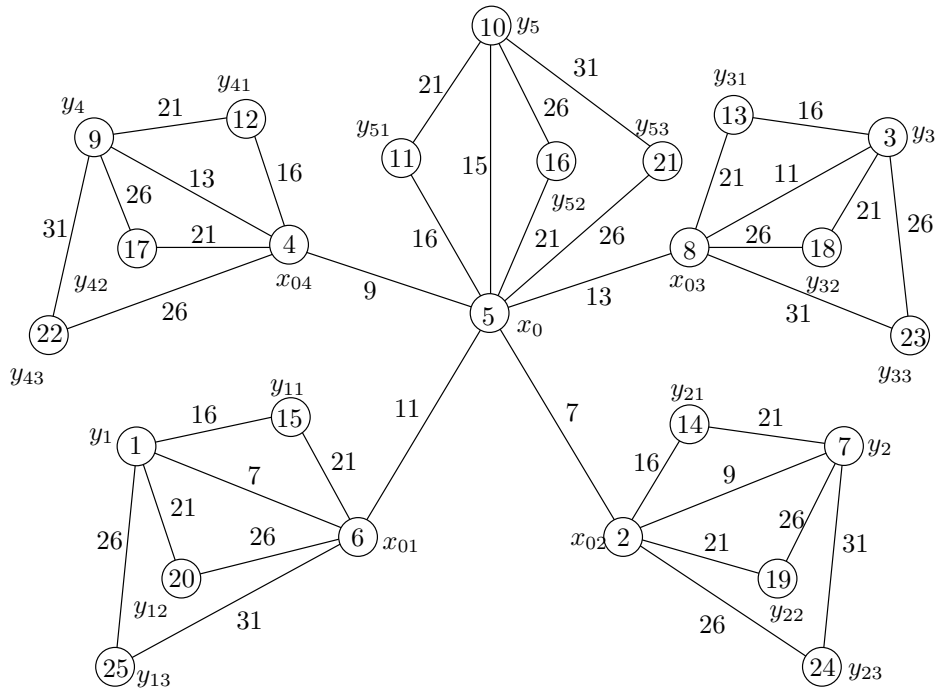 10 y₅
31
21
y₄₁
y₃₁
26
y₄
21
12
13
16
y₅₁
y₅₃
9
11
15
16
21
3 y₃
13
16
11
26
y₅₂
21
31
17
21
4
16
21
26
8
26
18
21
26
y₄₂
x₀₄
9
x₀₃
y₃₂
22
26
5
x₀
13
31
23
y₄₃
y₃₃
y₁₁
y₂₁
16
15
11
7
14
21
y₁
1
7
21
16
9
7
y₂
26
21
26
6
x₀₁
x₀₂
2
21
26
31
20
19
y₁₂
31
26
y₂₂
25
y₁₃
24
y₂₃